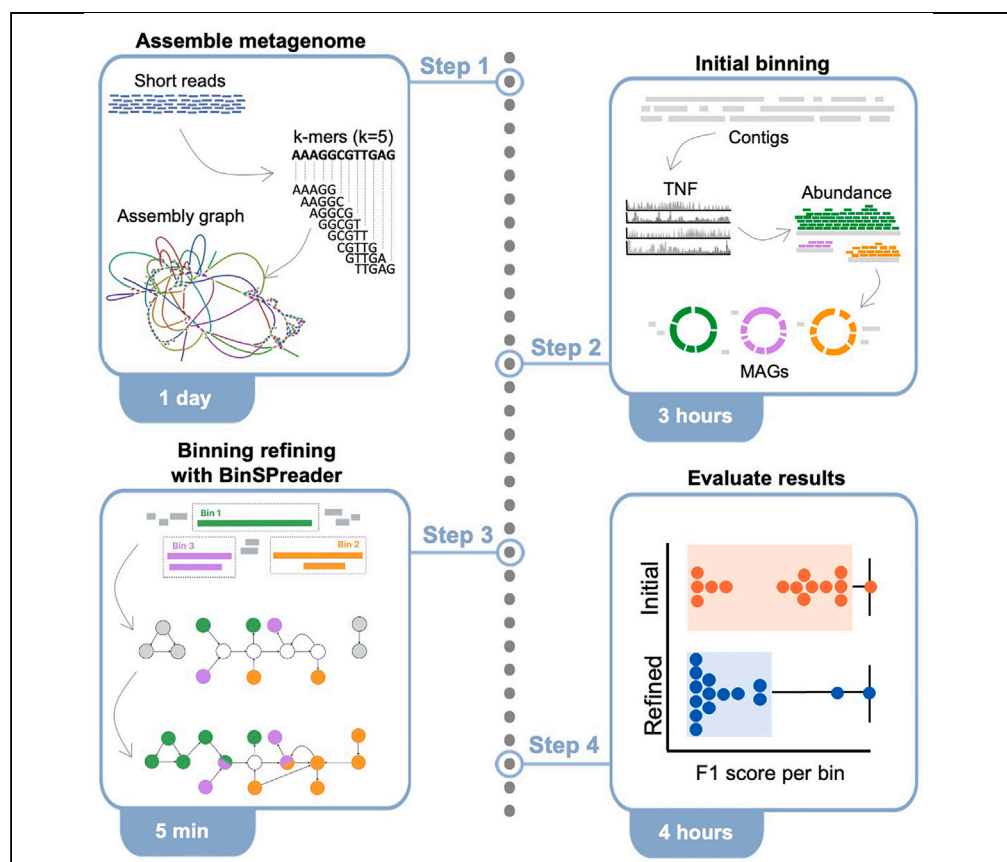 Assemble metagenome
Step 1
Short reads
k-mers (k=5)
AAAGGCGTTGAG
AAAGG
AAGGC
AGGCG
GGCGT
GCGTT
CGTTG
GTTGA
TTGAG
Assembly graph
1 day
Initial binning
Contigs
TNF
Abundance
Step 2
MAGs
3 hours
Binning refining
with BinSPreader
Step 3
Bin 1
Bin 3
Bin 2
5 min
Evaluate results
Initial
Refined
Step 4
F1 score per bin
4 hours